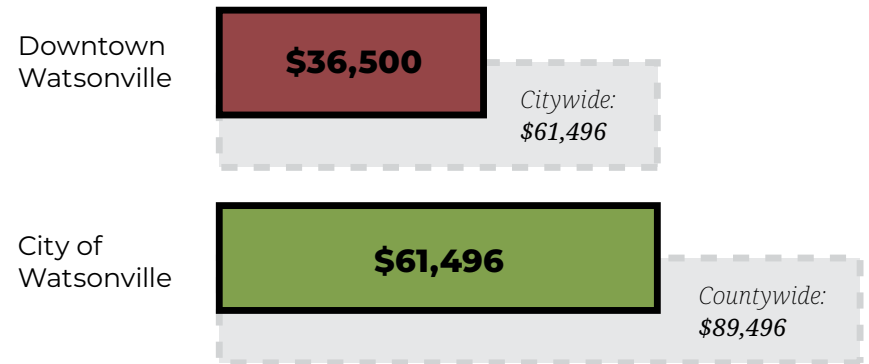 Downtown
Watsonville
$36,500
Citywide:
$61,496
City of
Watsonville
$61,496
Countywide:
$89,496